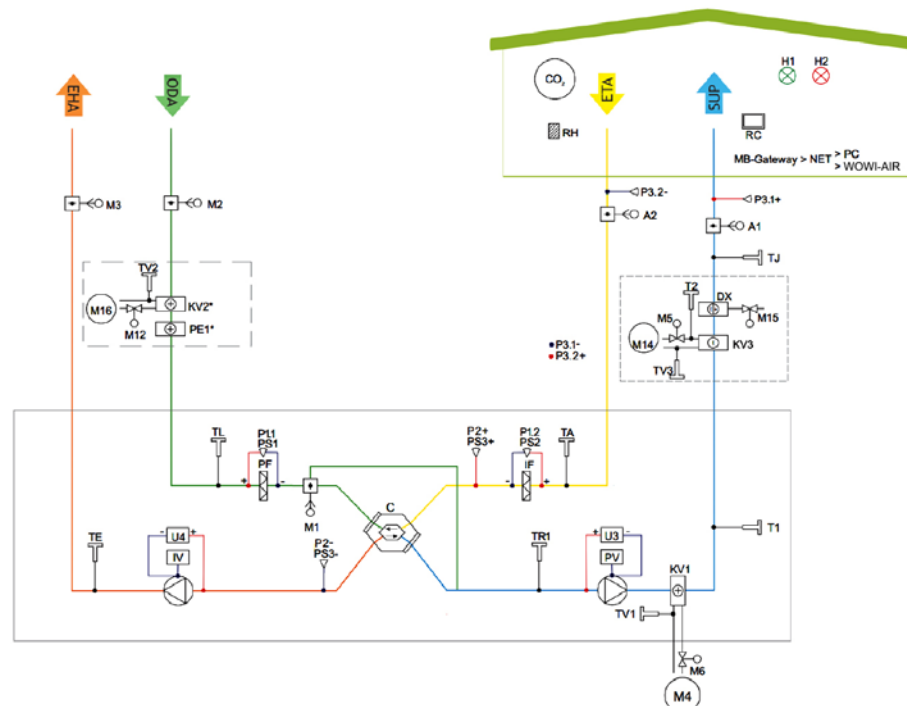 H1 H2
CO₂
EHA
ODA
ETA
SUP
RH
RC
MB-Gateway > NET > PC
> WOWI-AIR
M3
M2
P3.2-
P3.1+
A2
A1
TJ
TV2
T2
DX
M16
KV2*
M5
M15
M12
PE1*
M14
KV3
P3.1-
P3.2+
TV3
TL
P1.1
PS1
P2+
PS3+
P1.2
PS2
TA
PF
IF
+ -
- +
C
M1
T1
TE
- U4 +
P2-
PS3-
TR1
+ U3 -
IV
PV
KV1
TV1
M6
M4